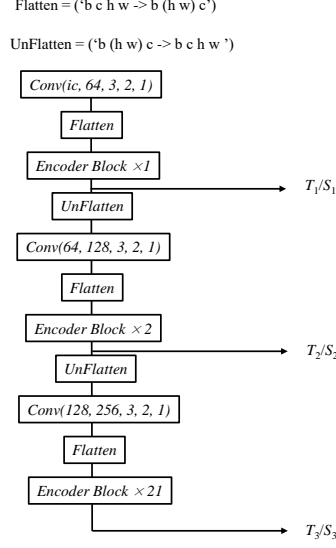 Flatten = (‘b c h w -> b (h w) c’)
UnFlatten = (‘b (h w) c -> b c h w ’)
Conv(ic, 64, 3, 2, 1)
Flatten
Encoder Block ×1
T1/S1
UnFlatten
Conv(64, 128, 3, 2, 1)
Flatten
Encoder Block × 2
T2/S2
UnFlatten
Conv(128, 256, 3, 2, 1)
Flatten
Encoder Block × 21
T3/S3